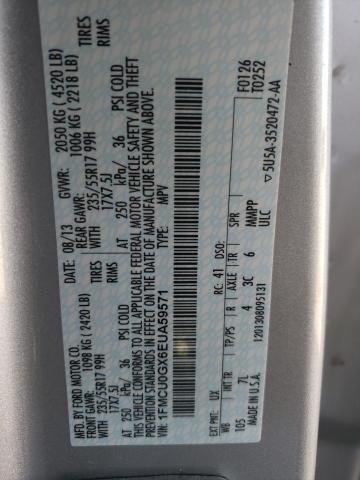 MFD. BY FORD MOTOR CO.
DATE: 08/13 GVWR: 2050 KG (4520 LB)
FRONT GAWR: 1098 KG (2420 LB) REAR GAWR: 1006 KG (2218 LB)
235/55R17 99H TIRES 235/55R17 99H TIRES
17X7.5J RIMS 17X7.5J RIMS
AT 250 kPa/ 36 PSI COLD AT 250 kPa/ 36 PSI COLD
THIS VEHICLE CONFORMS TO ALL APPLICABLE FEDERAL MOTOR VEHICLE SAFETY AND THEFT
PREVENTION STANDARDS IN EFFECT ON THE DATE OF MANUFACTURE SHOWN ABOVE.
VIN: 1FMCU0GX6EUA59571
TYPE: MPV
F0126
T0252
EXT PNT: UX RC: 41 DSO:
WB INT TR TP/PS R AXLE TR SPR
105 7L 4 3C 6 MMPP
ULC
MADE IN U.S.A. 1201308095131
▽5U5A-3520472-AA